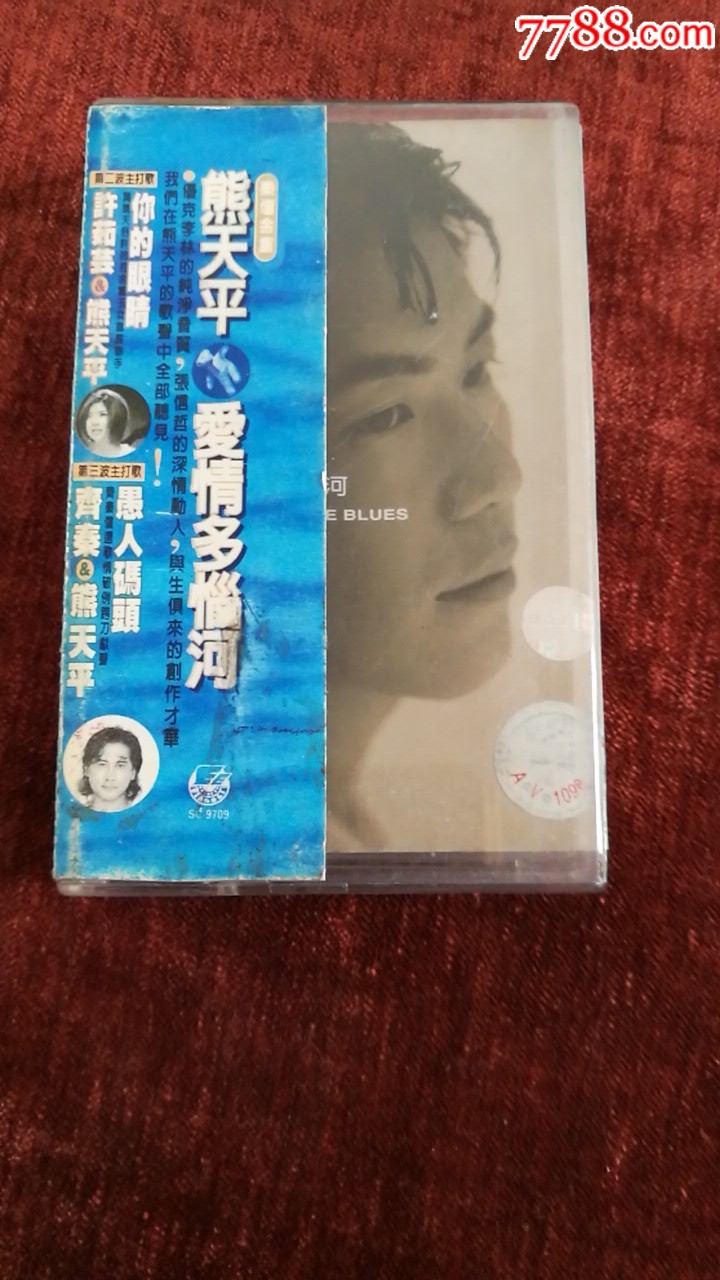 7788.com
熊天平
愛情多惱河
優克李林的純淨音質，張信哲的深情動人，與生俱來的創作才華
我們在熊天平的歌聲中全部聽見！
第二波主打歌
你的眼睛
許茹芸&熊天平
第三波主打歌
愚人碼頭
齊秦&熊天平
SC 9709
河
E BLUES
A V 109